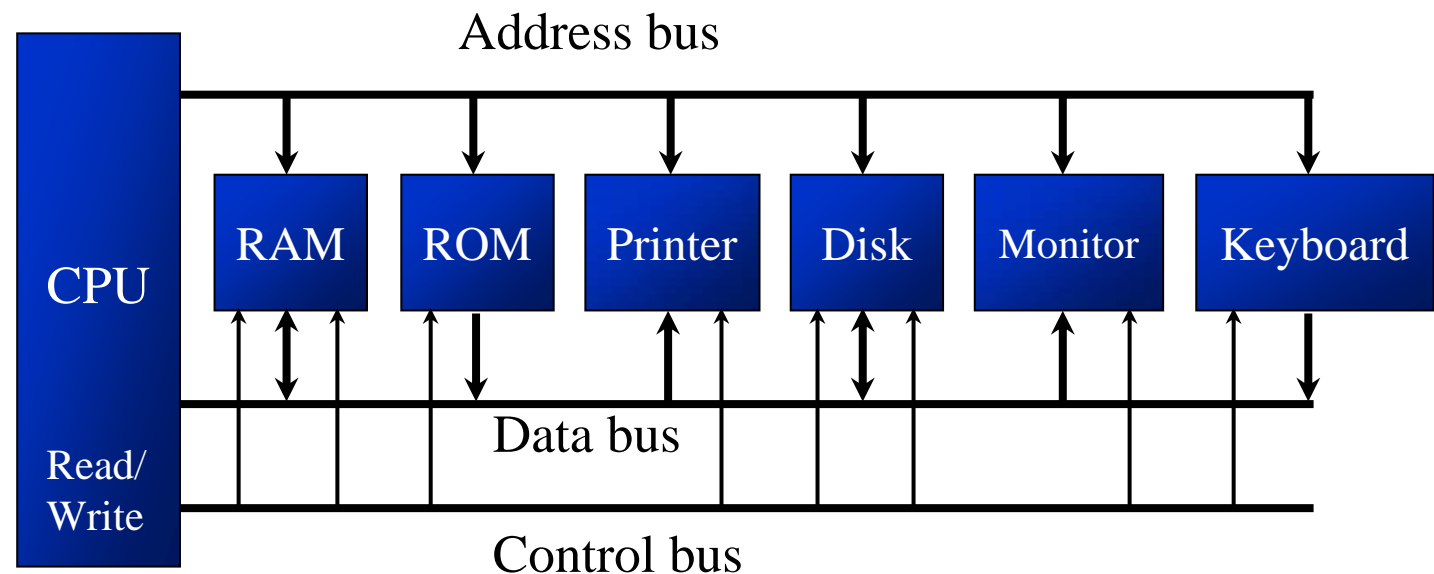 Address bus
CPU
RAM
ROM
Printer
Disk
Monitor
Keyboard
Data bus
Read/
Write
Control bus